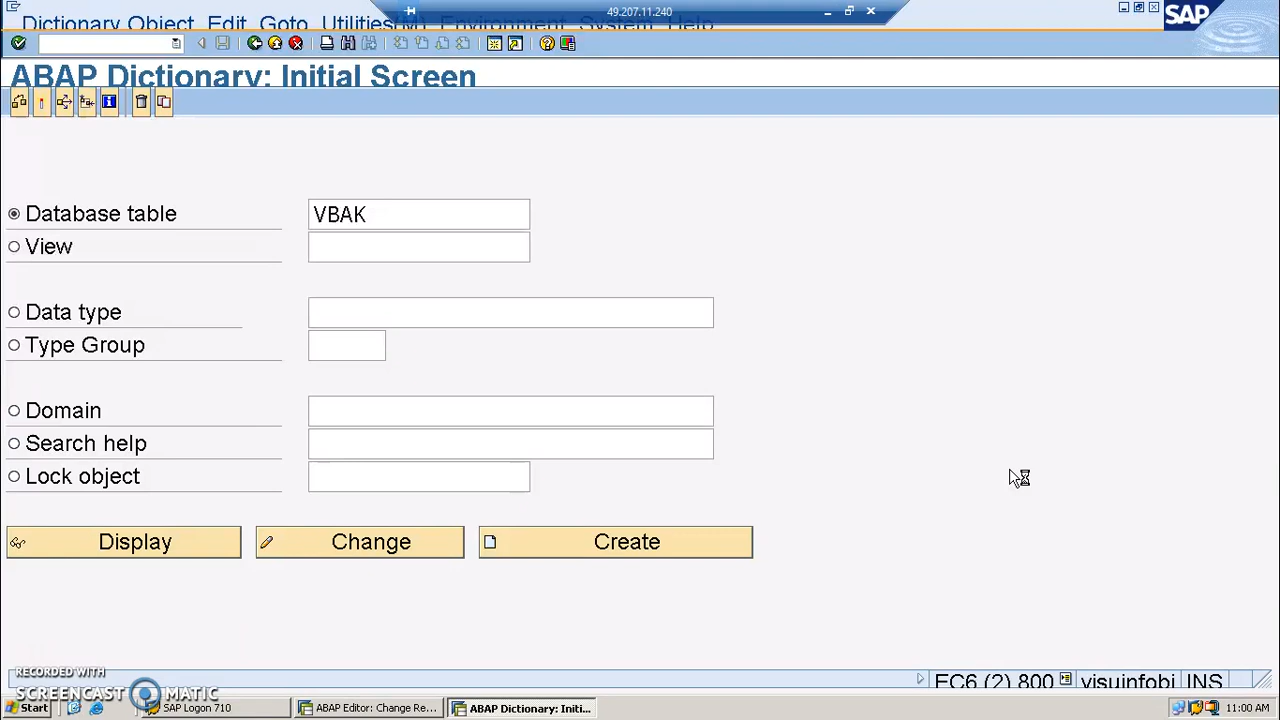 49.207.11.240
Dictionary Object Edit Goto Utilities(M) Environment System Help
SAP
ABAP Dictionary: Initial Screen
Database table VBAK
View
Data type
Type Group
Domain
Search help
Lock object
Display Change Create
RECORDED WITH
SCREENCAST MATIC
EC6 (2) 800 visuinfobi INS
Start SAP Logon 710 ABAP Editor: Change Re... ABAP Dictionary: Initi... 11:00 AM